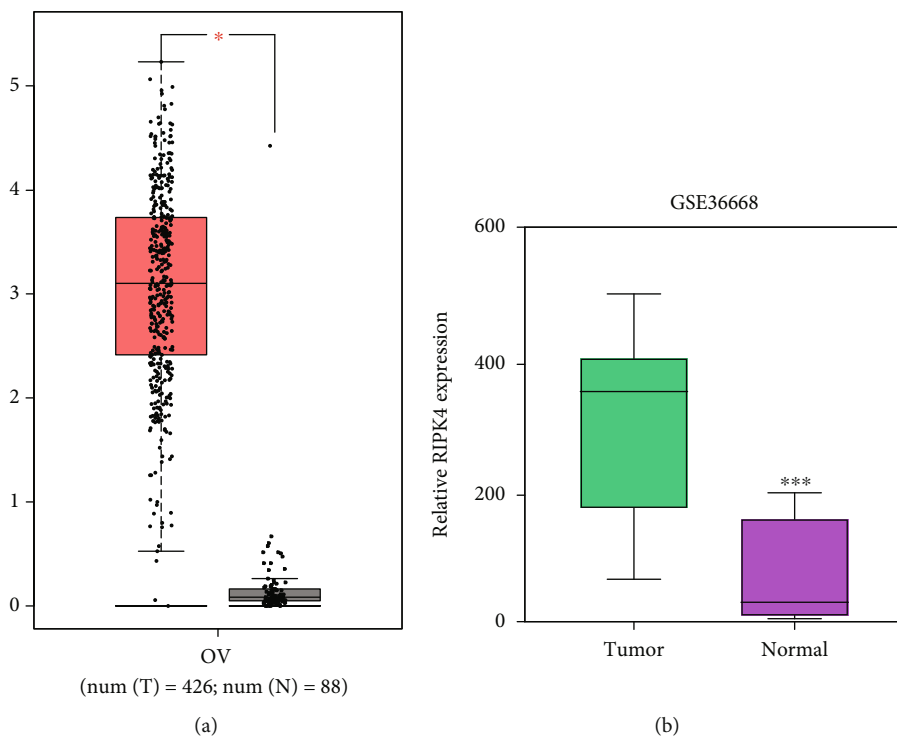 *
5
4
3
2
1
0
OV
(num (T) = 426; num (N) = 88)
(a)
GSE36668
Relative RIPK4 expression
600
400
200
0
***
Tumor
Normal
(b)